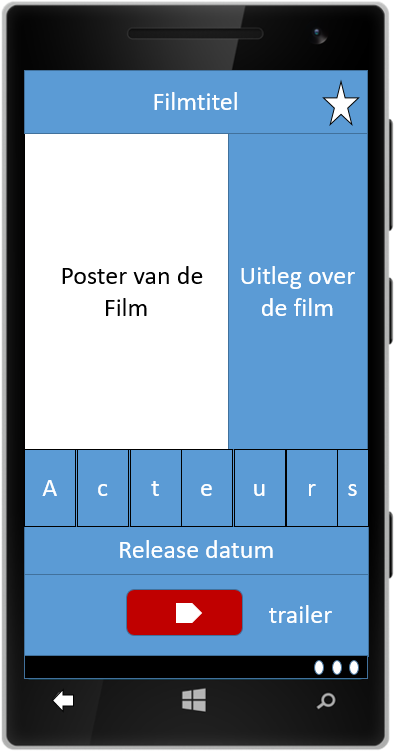 Filmtitel
Poster van de
Film
Uitleg over
de film
A c t e u r s
Release datum
trailer